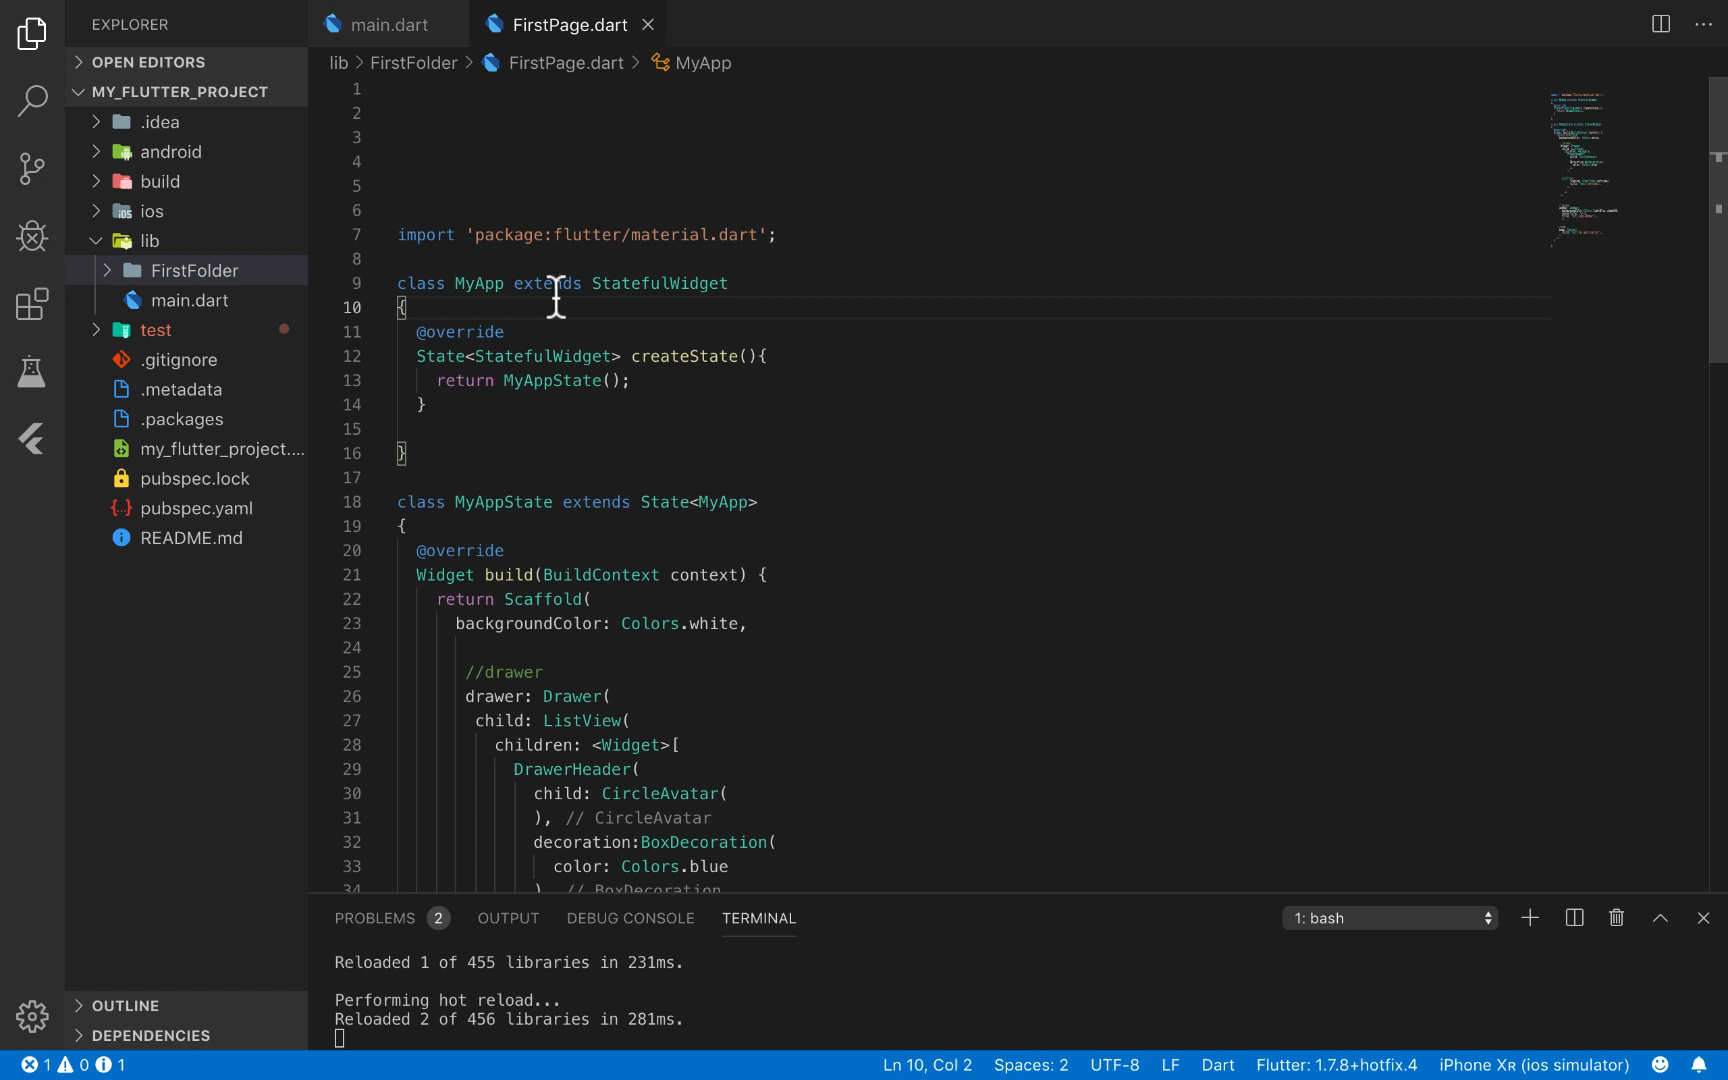 EXPLORER
main.dart
FirstPage.dart
OPEN EDITORS
lib > FirstFolder > FirstPage.dart > MyApp
MY_FLUTTER_PROJECT
.idea
android
build
ios
lib
FirstFolder
main.dart
test
.gitignore
.metadata
.packages
my_flutter_project....
pubspec.lock
pubspec.yaml
README.md
OUTLINE
DEPENDENCIES
1
2
3
4
5
6
7 import 'package:flutter/material.dart';
8
9 class MyApp extends StatefulWidget
10 {
11 @override
12 State<StatefulWidget> createState(){
13 return MyAppState();
14 }
15
16 }
17
18 class MyAppState extends State<MyApp>
19 {
20 @override
21 Widget build(BuildContext context) {
22 return Scaffold(
23 backgroundColor: Colors.white,
24
25 //drawer
26 drawer: Drawer(
27 child: ListView(
28 children: <Widget>[
29 DrawerHeader(
30 child: CircleAvatar(
31 ), // CircleAvatar
32 decoration:BoxDecoration(
33 color: Colors.blue
34 ) // BoxDecoration
PROBLEMS 2 OUTPUT DEBUG CONSOLE TERMINAL 1: bash
Reloaded 1 of 455 libraries in 231ms.
Performing hot reload...
Reloaded 2 of 456 libraries in 281ms.
1 0 1 Ln 10, Col 2 Spaces: 2 UTF-8 LF Dart Flutter: 1.7.8+hotfix.4 iPhone Xʀ (ios simulator)